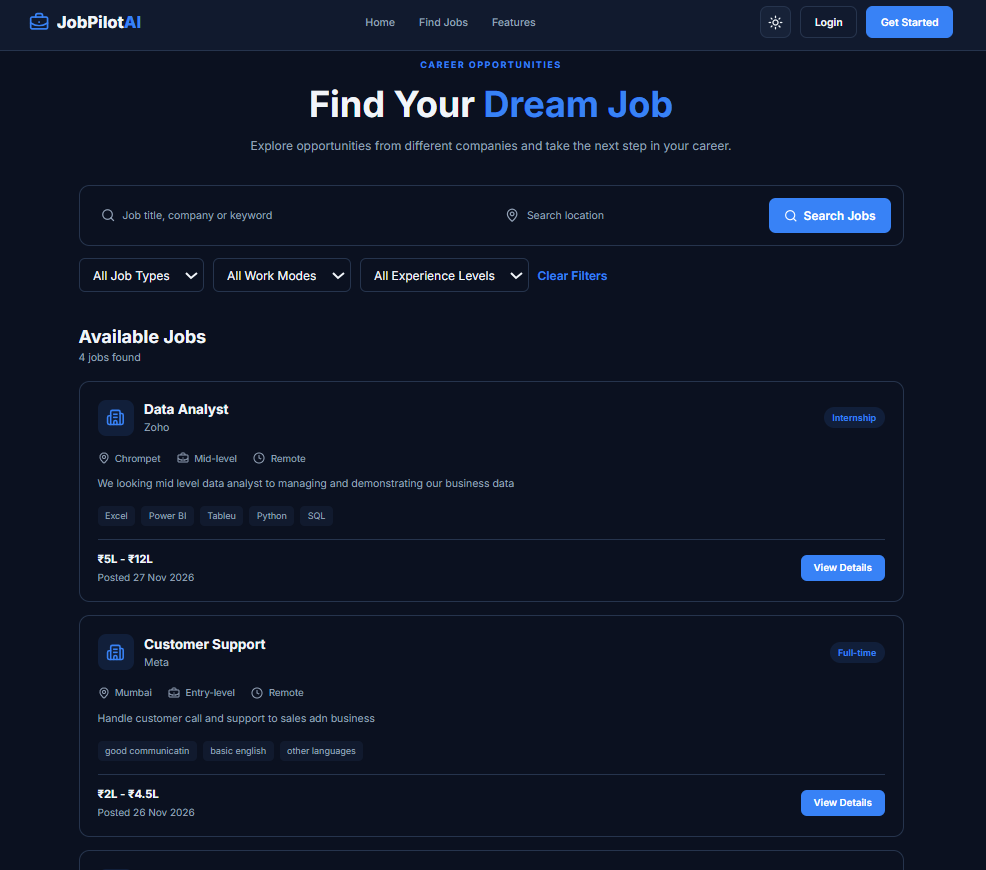 JobPilotAI
Home Find Jobs Features
Login Get Started
CAREER OPPORTUNITIES
Find Your Dream Job
Explore opportunities from different companies and take the next step in your career.
Job title, company or keyword
Search location
Search Jobs
All Job Types All Work Modes All Experience Levels Clear Filters
Available Jobs
4 jobs found
Data Analyst
Zoho
Internship
Chrompet Mid-level Remote
We looking mid level data analyst to managing and demonstrating our business data
Excel Power BI Tableu Python SQL
₹5L - ₹12L
Posted 27 Nov 2026
View Details
Customer Support
Meta
Full-time
Mumbai Entry-level Remote
Handle customer call and support to sales adn business
good communicatin basic english other languages
₹2L - ₹4.5L
Posted 26 Nov 2026
View Details